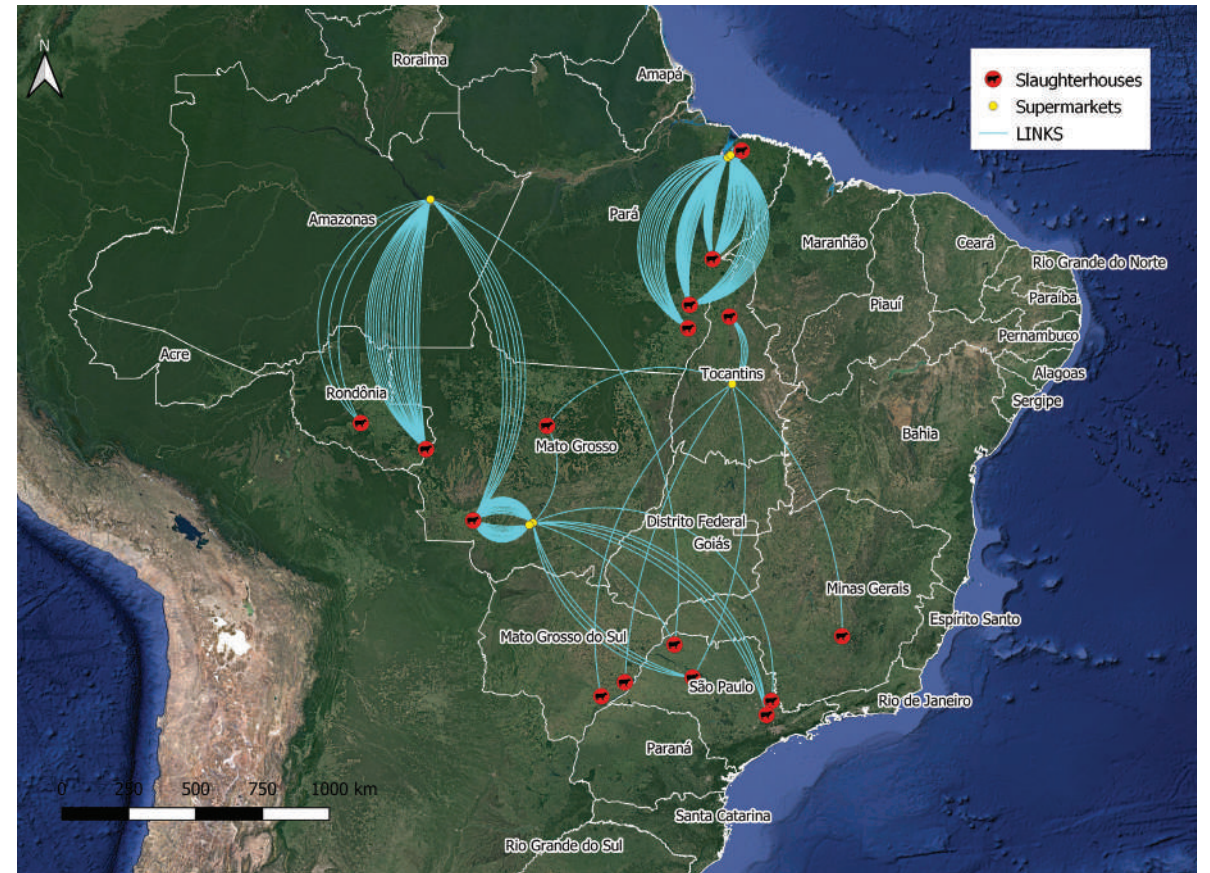 N
Roraima
Amapá
Slaughterhouses
Supermarkets
LINKS
Amazonas
Pará
Maranhão
Ceará
Rio Grande do Norte
Paraíba
Piauí
Pernambuco
Acre
Rondônia
Tocantins
Alagoas
Sergipe
Bahia
Mato Grosso
Distrito Federal
Goiás
Minas Gerais
Espírito Santo
Mato Grosso do Sul
São Paulo
Rio de Janeiro
Paraná
0 250 500 750 1000 km
Santa Catarina
Rio Grande do Sul